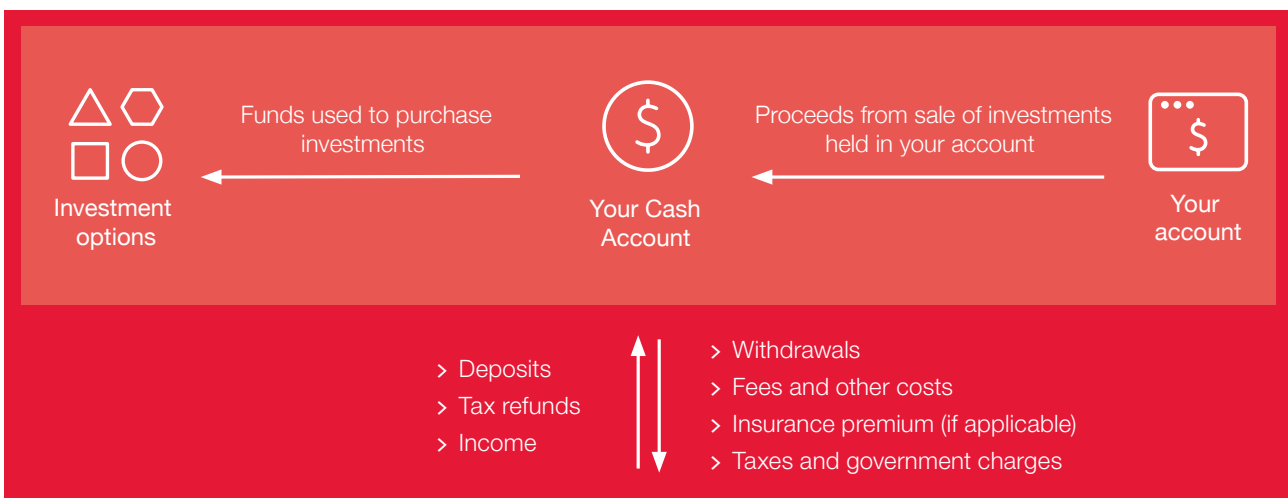 Funds used to purchase
investments
Proceeds from sale of investments
held in your account
$
$
Investment
options
Your Cash
Account
Your
account
> Deposits
> Tax refunds
> Income
> Withdrawals
> Fees and other costs
> Insurance premium (if applicable)
> Taxes and government charges